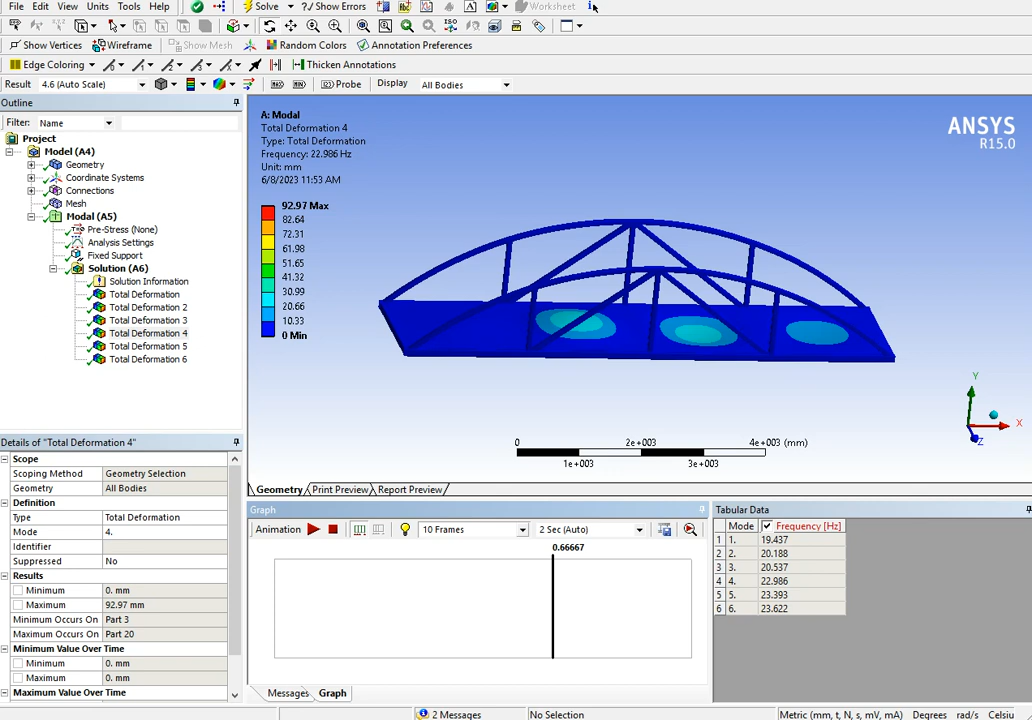 File Edit View Units Tools Help Solve ?/ Show Errors Worksheet
Show Vertices Wireframe Show Mesh Random Colors Annotation Preferences
Edge Coloring Thicken Annotations
Result 4.6 (Auto Scale) Probe Display All Bodies
Outline
Filter: Name
Project
Model (A4)
Geometry
Coordinate Systems
Connections
Mesh
Modal (A5)
Pre-Stress (None)
Analysis Settings
Fixed Support
Solution (A6)
Solution Information
Total Deformation
Total Deformation 2
Total Deformation 3
Total Deformation 4
Total Deformation 5
Total Deformation 6
A: Modal
Total Deformation 4
Type: Total Deformation
Frequency: 22.986 Hz
Unit: mm
6/8/2023 11:53 AM
92.97 Max
82.64
72.31
61.98
51.65
41.32
30.99
20.66
10.33
0 Min
ANSYS
R15.0
Y
X
Z
0 2e+003 4e+003 (mm)
1e+003 3e+003
Geometry Print Preview Report Preview
Details of "Total Deformation 4"
Scope
Scoping Method Geometry Selection
Geometry All Bodies
Definition
Type Total Deformation
Mode 4.
Identifier
Suppressed No
Results
Minimum 0. mm
Maximum 92.97 mm
Minimum Occurs On Part 3
Maximum Occurs On Part 20
Minimum Value Over Time
Minimum 0. mm
Maximum 0. mm
Maximum Value Over Time
Graph
Animation 10 Frames 2 Sec (Auto)
0.66667
Messages Graph
Tabular Data
Mode Frequency [Hz]
1 1. 19.437
2 2. 20.188
3 3. 20.537
4 4. 22.986
5 5. 23.393
6 6. 23.622
2 Messages No Selection Metric (mm, t, N, s, mV, mA) Degrees rad/s Celsiu